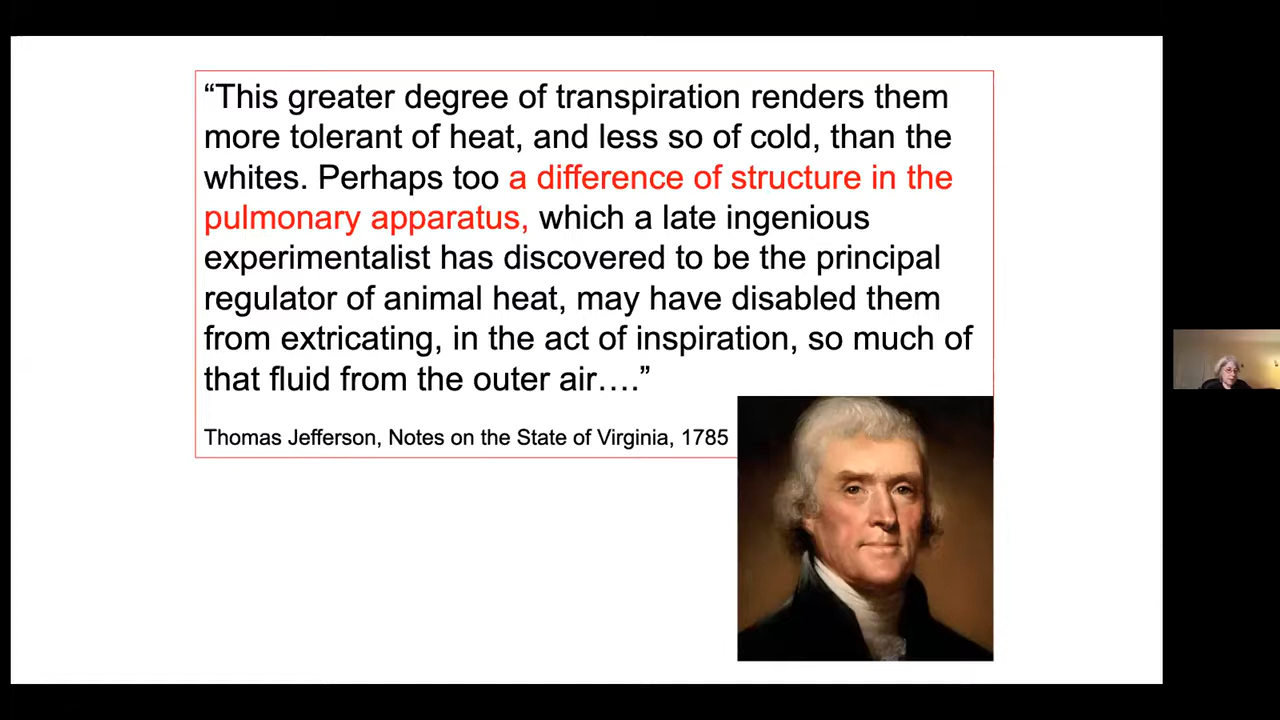 “This greater degree of transpiration renders them
more tolerant of heat, and less so of cold, than the
whites. Perhaps too a difference of structure in the
pulmonary apparatus, which a late ingenious
experimentalist has discovered to be the principal
regulator of animal heat, may have disabled them
from extricating, in the act of inspiration, so much of
that fluid from the outer air….”
Thomas Jefferson, Notes on the State of Virginia, 1785